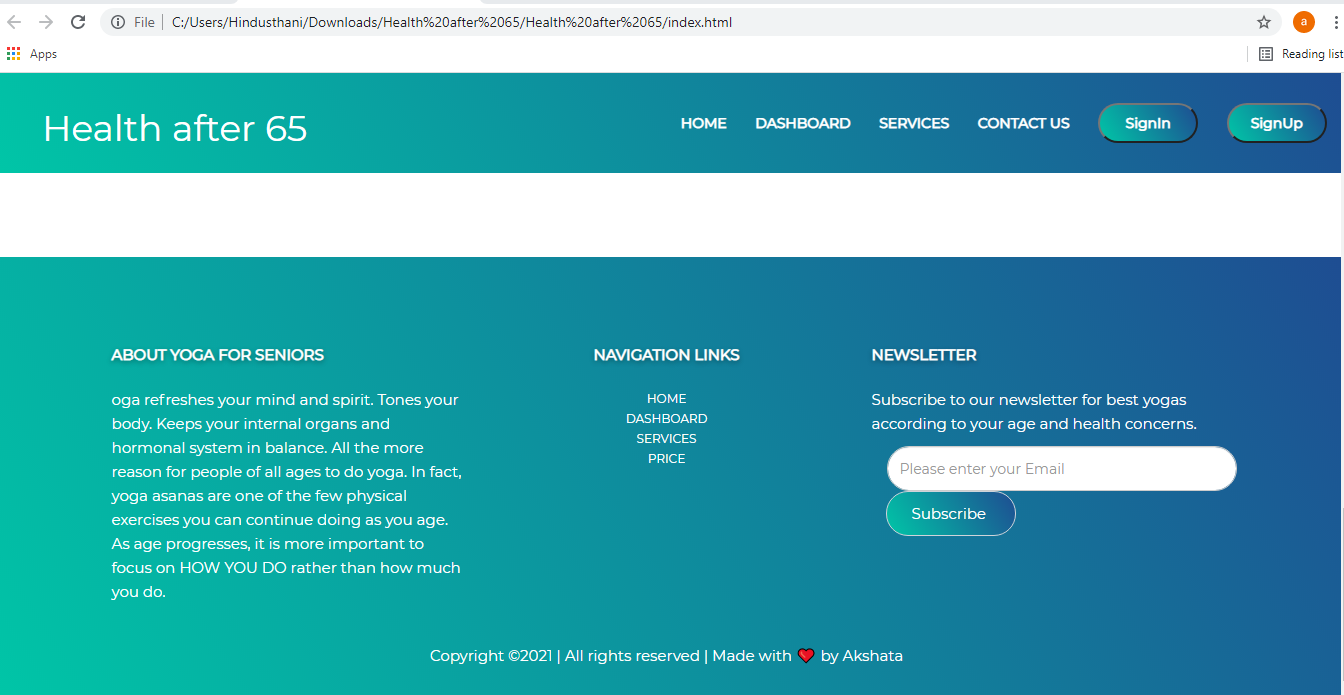 File
C:/Users/Hindusthani/Downloads/Health%20after%2065/Health%20after%2065/index.html
a
Apps
Reading list
Health after 65
HOME DASHBOARD SERVICES CONTACT US SignIn SignUp
ABOUT YOGA FOR SENIORS
oga refreshes your mind and spirit. Tones your
body. Keeps your internal organs and
hormonal system in balance. All the more
reason for people of all ages to do yoga. In fact,
yoga asanas are one of the few physical
exercises you can continue doing as you age.
As age progresses, it is more important to
focus on HOW YOU DO rather than how much
you do.
NAVIGATION LINKS
HOME
DASHBOARD
SERVICES
PRICE
NEWSLETTER
Subscribe to our newsletter for best yogas
according to your age and health concerns.
Please enter your Email
Subscribe
Copyright ©2021 | All rights reserved | Made with ❤ by Akshata